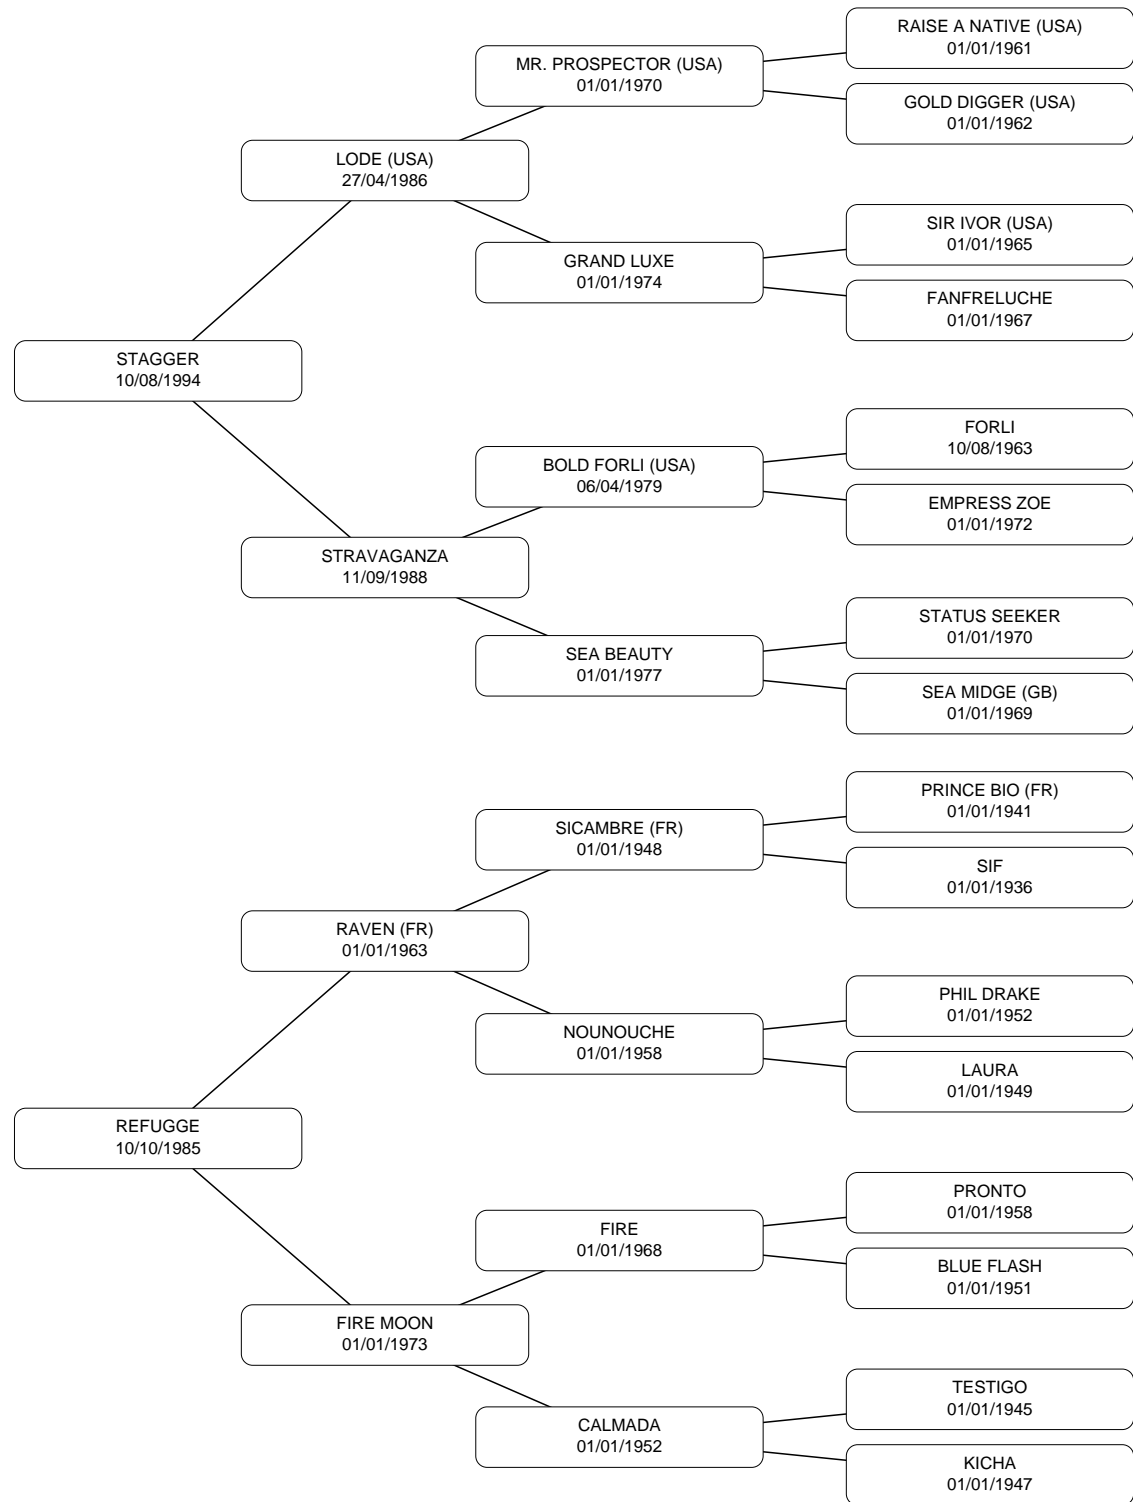 RAISE A NATIVE (USA)
01/01/1961
MR. PROSPECTOR (USA)
01/01/1970
GOLD DIGGER (USA)
01/01/1962
LODE (USA)
27/04/1986
SIR IVOR (USA)
01/01/1965
GRAND LUXE
01/01/1974
FANFRELUCHE
01/01/1967
STAGGER
10/08/1994
FORLI
10/08/1963
BOLD FORLI (USA)
06/04/1979
EMPRESS ZOE
01/01/1972
STRAVAGANZA
11/09/1988
STATUS SEEKER
01/01/1970
SEA BEAUTY
01/01/1977
SEA MIDGE (GB)
01/01/1969
PRINCE BIO (FR)
01/01/1941
SICAMBRE (FR)
01/01/1948
SIF
01/01/1936
RAVEN (FR)
01/01/1963
PHIL DRAKE
01/01/1952
NOUNOUCHE
01/01/1958
LAURA
01/01/1949
REFUGGE
10/10/1985
PRONTO
01/01/1958
FIRE
01/01/1968
BLUE FLASH
01/01/1951
FIRE MOON
01/01/1973
TESTIGO
01/01/1945
CALMADA
01/01/1952
KICHA
01/01/1947